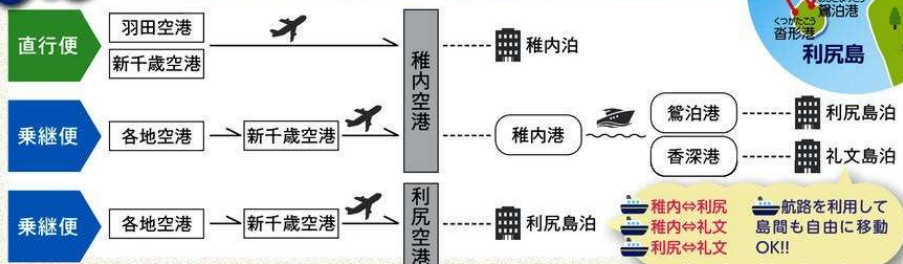 直行便
羽田空港
新千歳空港
稚内空港
稚内泊
乗継便
各地空港
新千歳空港
稚内港
鴛泊港
利尻島泊
香深港
礼文島泊
乗継便
各地空港
新千歳空港
利尻空港
利尻島泊
稚内⇔利尻
稚内⇔礼文
利尻⇔礼文
航路を利用して
島間も自由に移動
OK!!
鴛泊港
くつがたこう
沓形港
利尻島